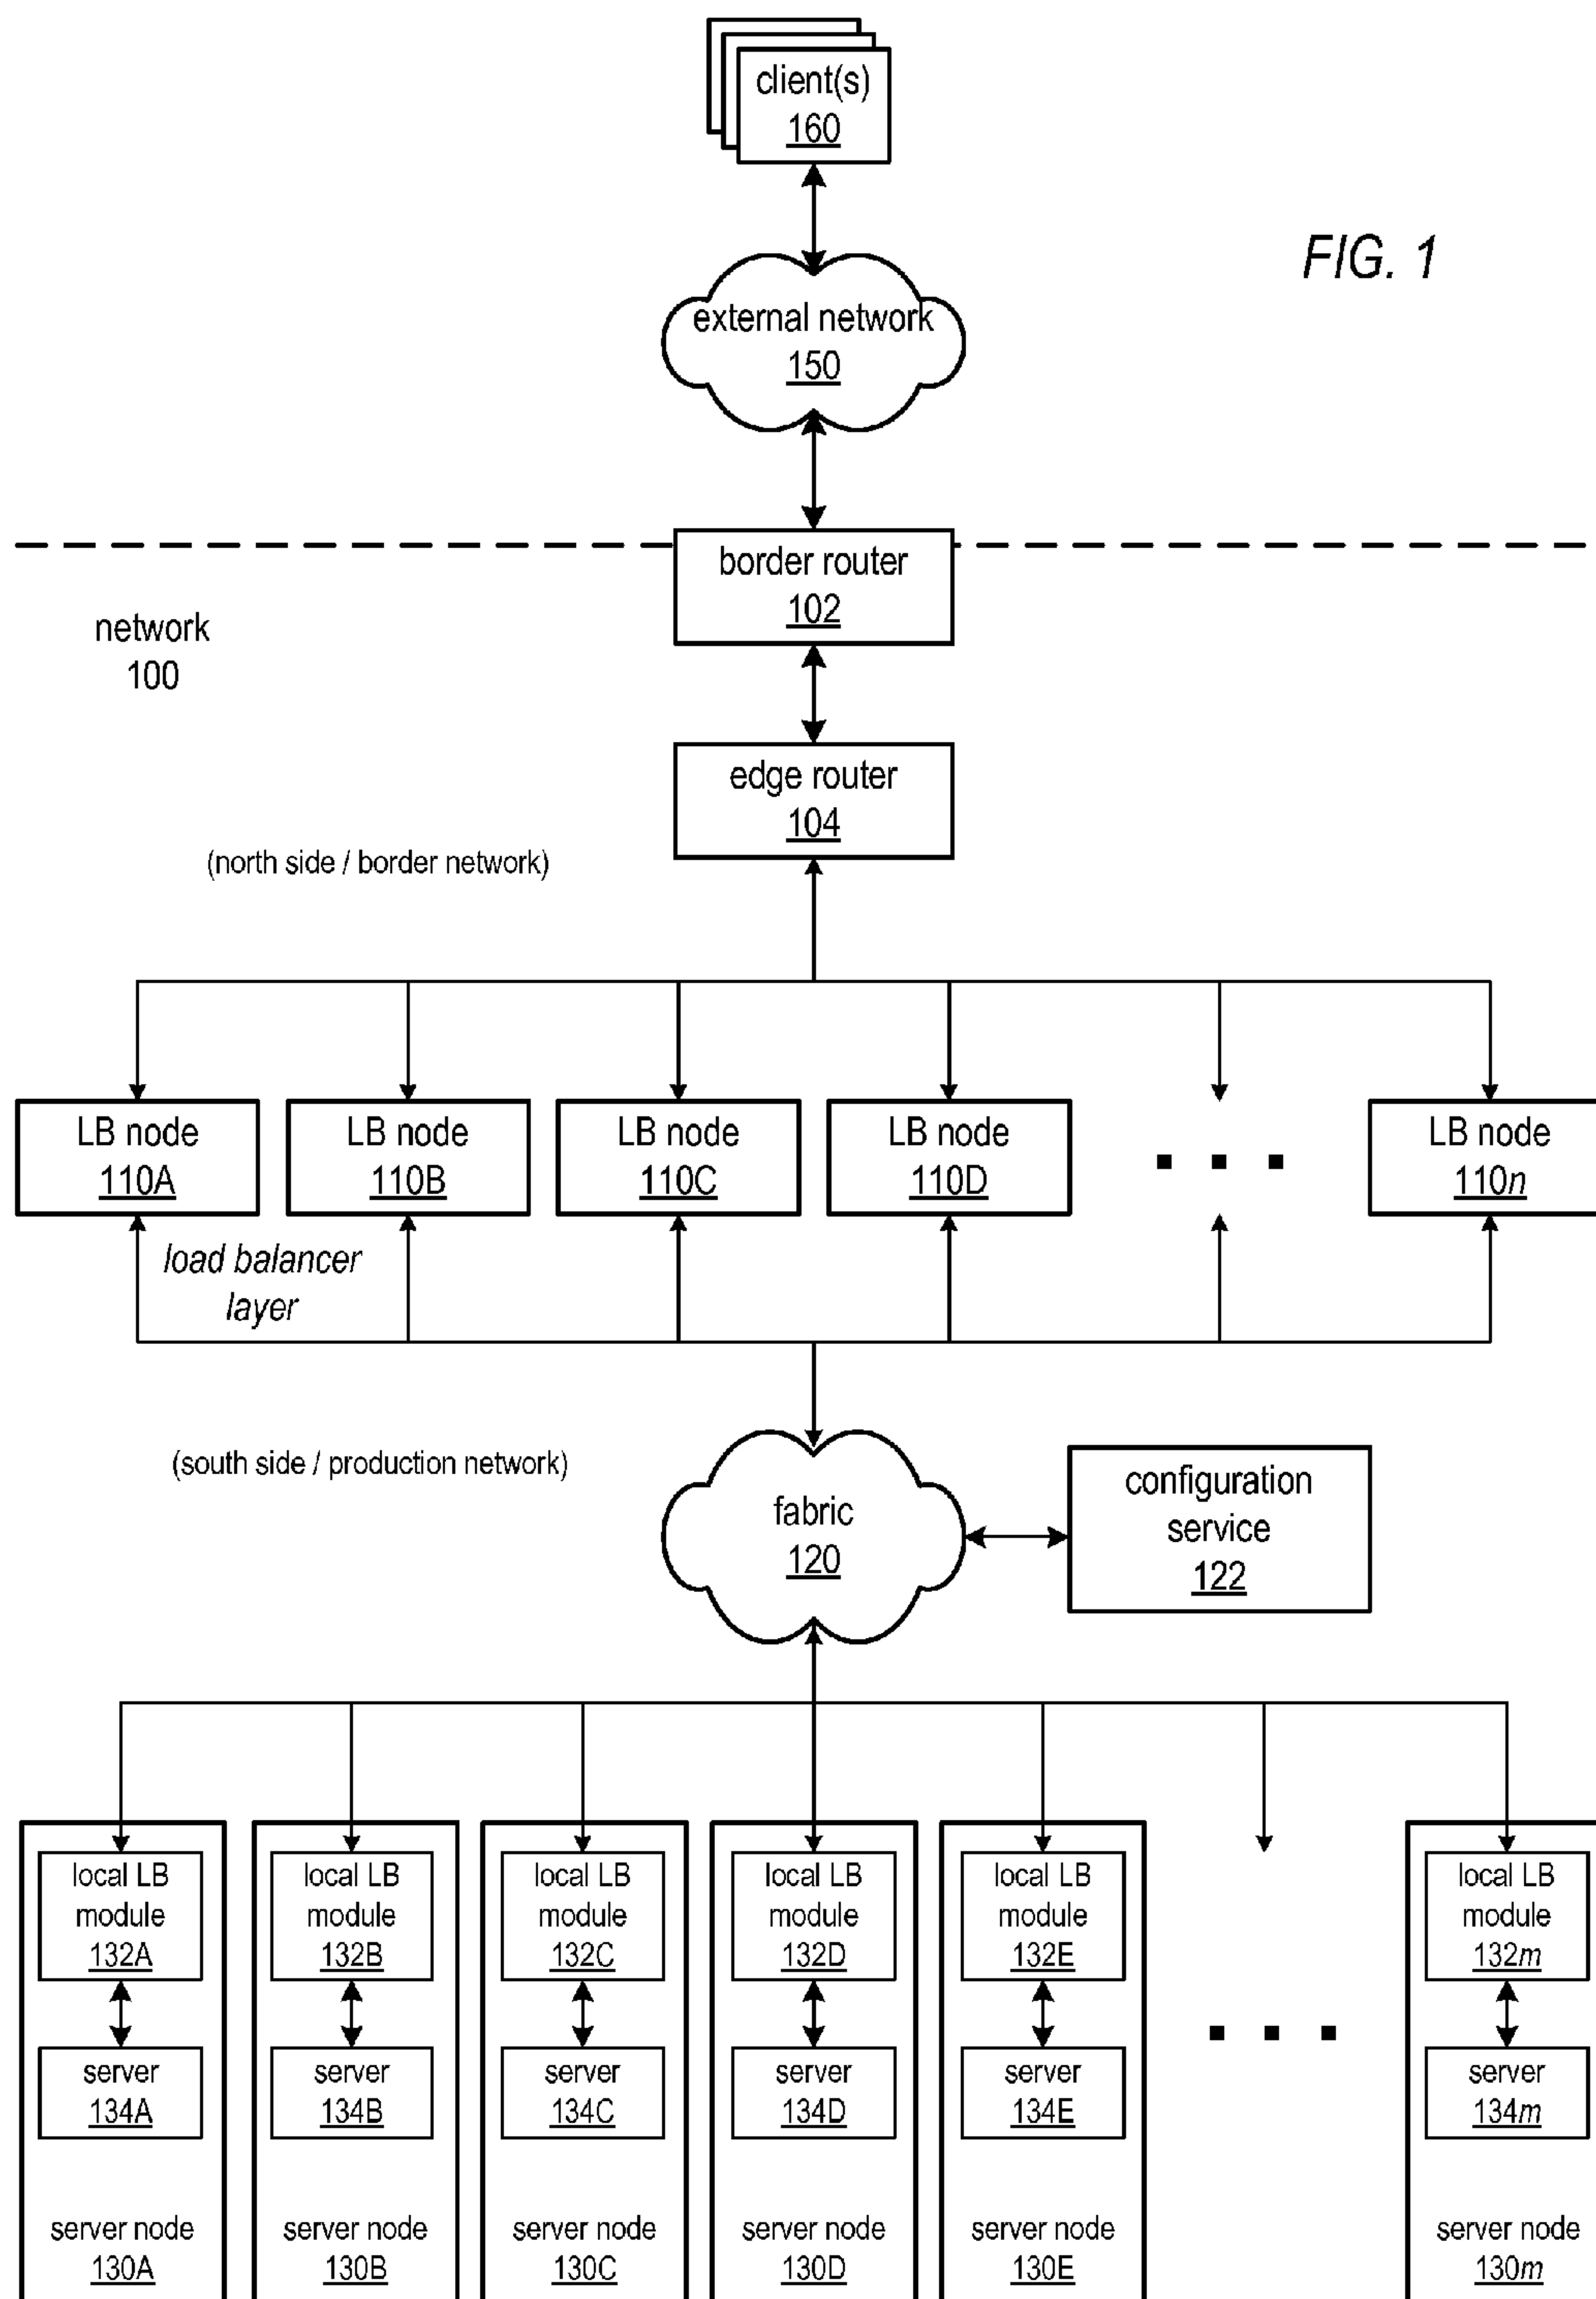 client(s)
160
FIG. 1
external network
150
border router
102
network
100
edge router
104
(north side / border network)
LB node
110A
LB node
110B
LB node
110C
LB node
110D
LB node
110n
load balancer
layer
(south side / production network)
fabric
120
configuration
service
122
local LB
module
132A
server
134A
server node
130A
local LB
module
132B
server
134B
server node
130B
local LB
module
132C
server
134C
server node
130C
local LB
module
132D
server
134D
server node
130D
local LB
module
132E
server
134E
server node
130E
local LB
module
132m
server
134m
server node
130m